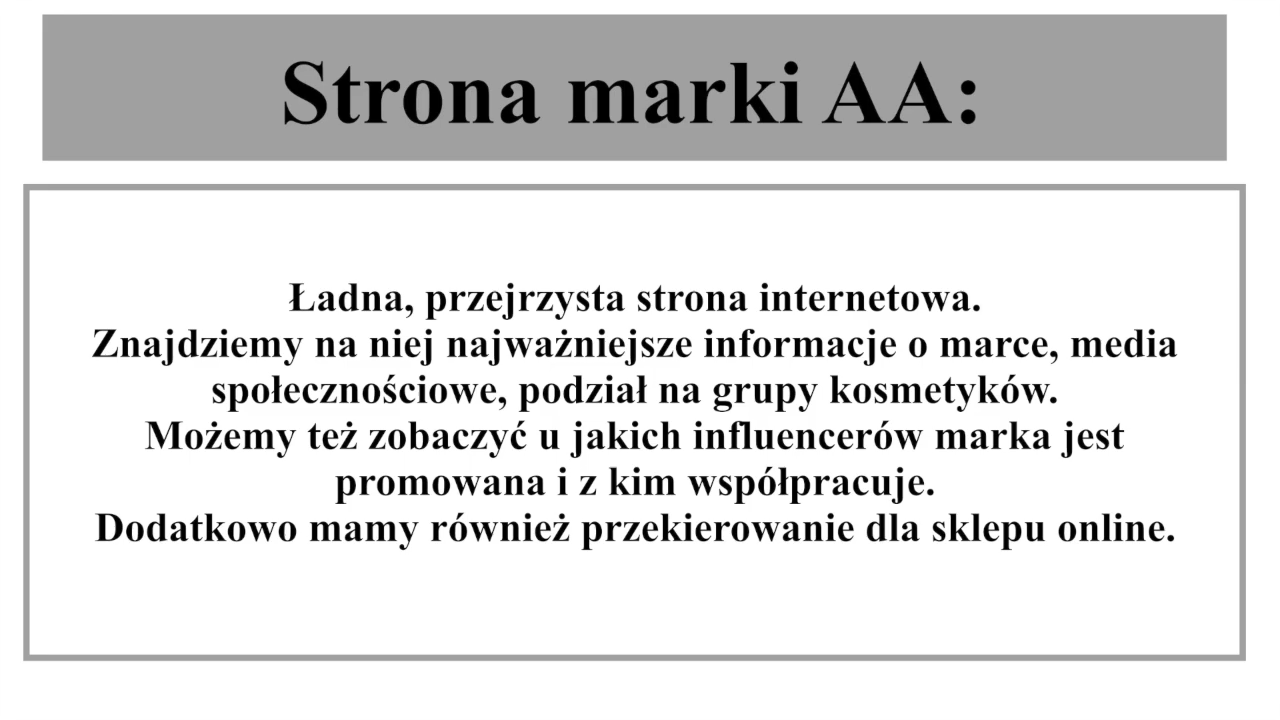 Strona marki AA:
Ładna, przejrzysta strona internetowa.
Znajdziemy na niej najważniejsze informacje o marce, media
społecznościowe, podział na grupy kosmetyków.
Możemy też zobaczyć u jakich influencerów marka jest
promowana i z kim współpracuje.
Dodatkowo mamy również przekierowanie dla sklepu online.